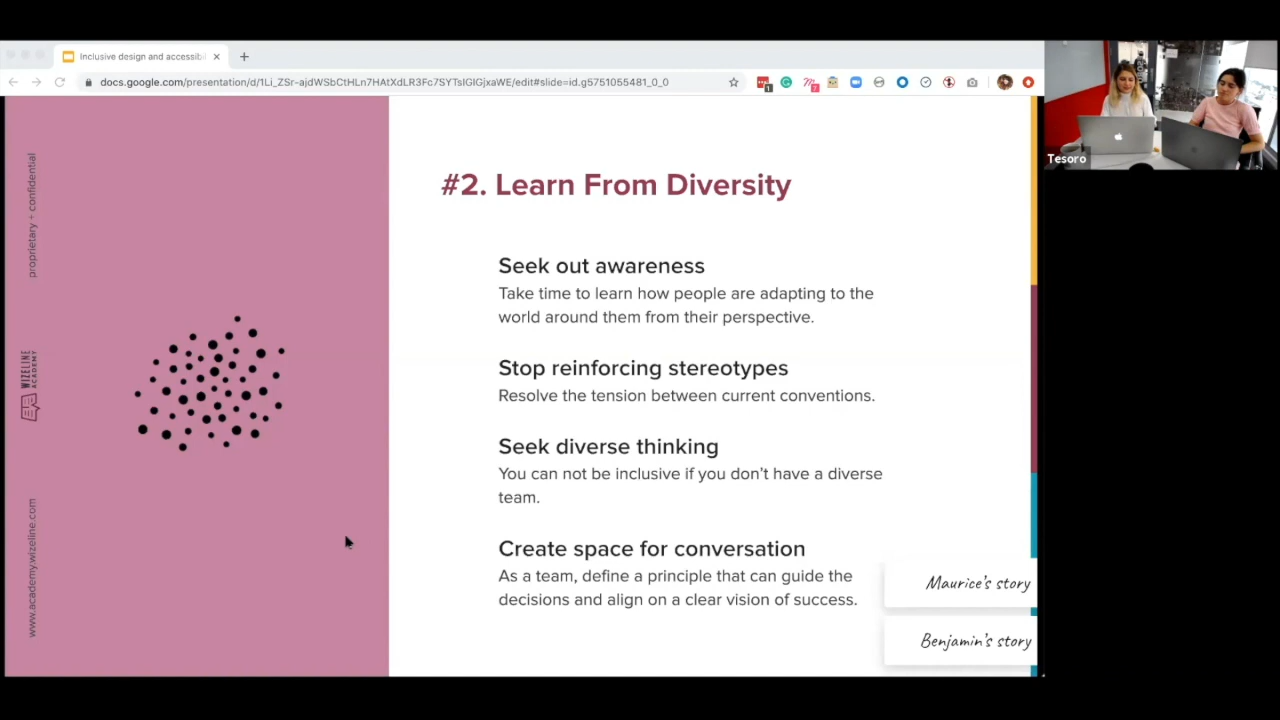 Inclusive design and accessibi
docs.google.com/presentation/d/1Li_ZSr-ajdWSbCtHLn7HAtXdLR3Fc7SYTsIGIGjxaWE/edit#slide=id.g5751055481_0_0
1
7
Tesoro
proprietary + confidential
WIZELINE
ACADEMY
www.academy.wizeline.com
#2. Learn From Diversity
Seek out awareness
Take time to learn how people are adapting to the
world around them from their perspective.
Stop reinforcing stereotypes
Resolve the tension between current conventions.
Seek diverse thinking
You can not be inclusive if you don’t have a diverse
team.
Create space for conversation
As a team, define a principle that can guide the
decisions and align on a clear vision of success.
Maurice’s story
Benjamin’s story